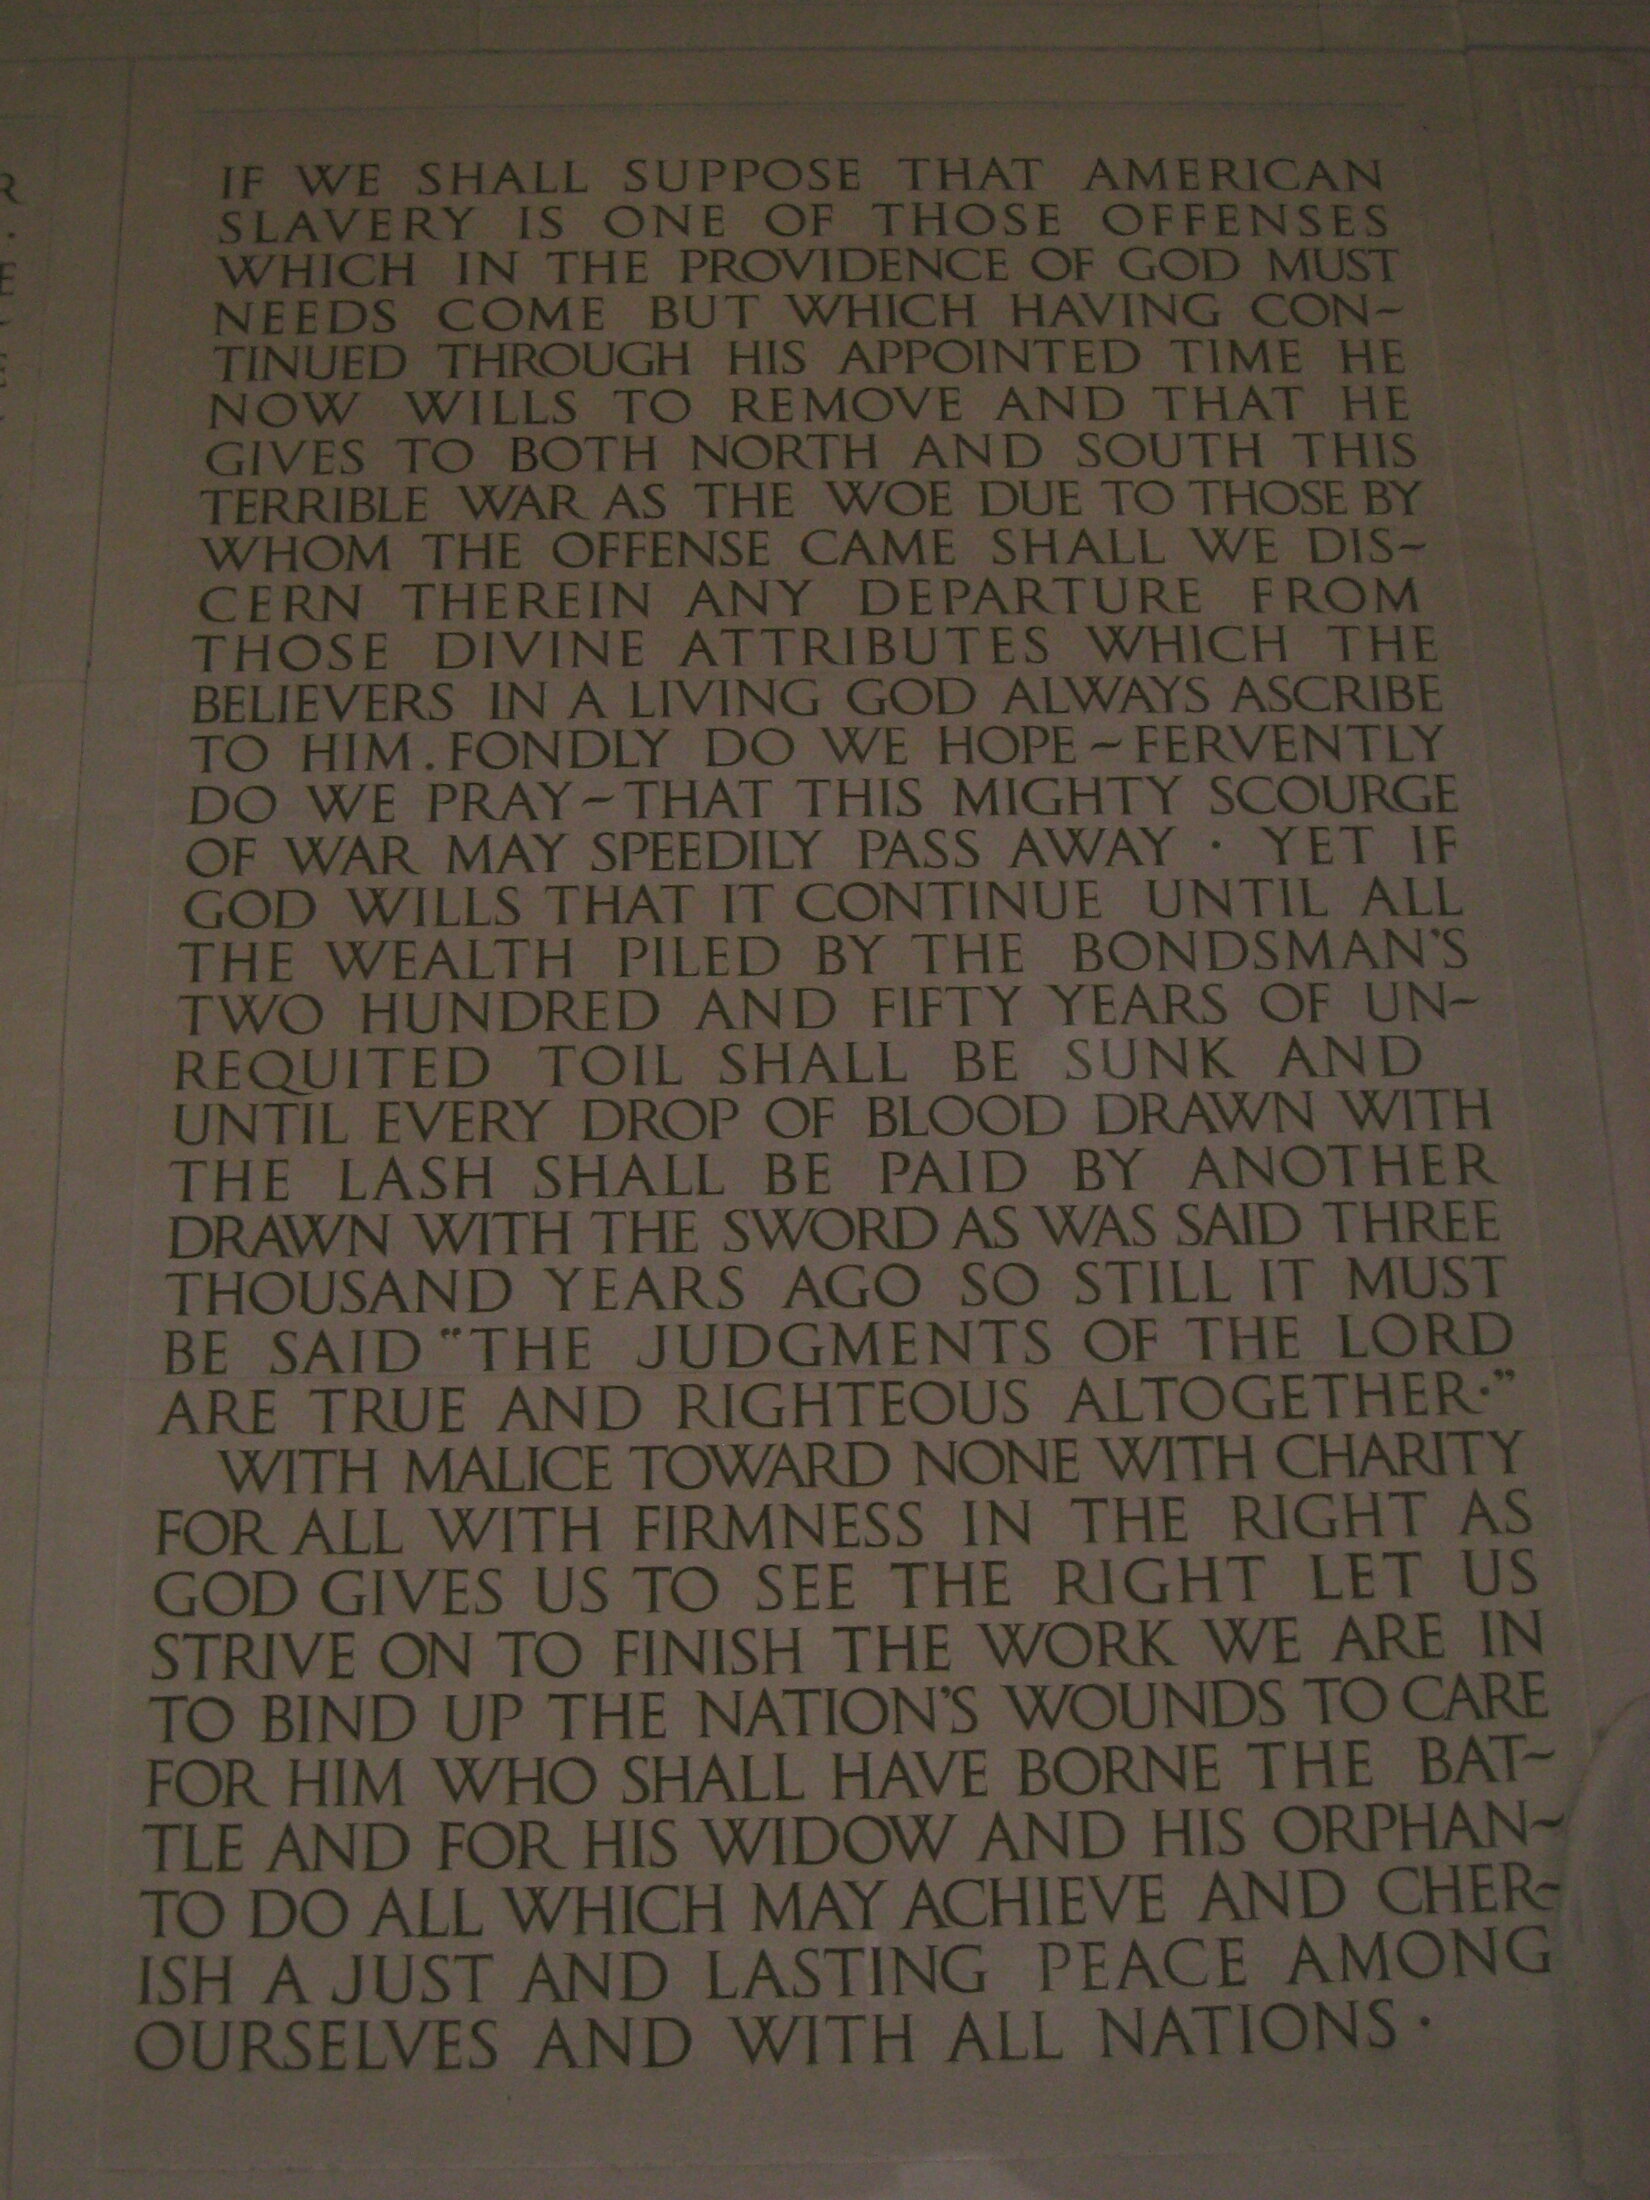 IF WE SHALL SUPPOSE THAT AMERICAN
SLAVERY IS ONE OF THOSE OFFENSES
WHICH IN THE PROVIDENCE OF GOD MUST
NEEDS COME BUT WHICH HAVING CON~
TINUED THROUGH HIS APPOINTED TIME HE
NOW WILLS TO REMOVE AND THAT HE
GIVES TO BOTH NORTH AND SOUTH THIS
TERRIBLE WAR AS THE WOE DUE TO THOSE BY
WHOM THE OFFENSE CAME SHALL WE DIS~
CERN THEREIN ANY DEPARTURE FROM
THOSE DIVINE ATTRIBUTES WHICH THE
BELIEVERS IN A LIVING GOD ALWAYS ASCRIBE
TO HIM. FONDLY DO WE HOPE ~ FERVENTLY
DO WE PRAY ~ THAT THIS MIGHTY SCOURGE
OF WAR MAY SPEEDILY PASS AWAY · YET IF
GOD WILLS THAT IT CONTINUE UNTIL ALL
THE WEALTH PILED BY THE BONDSMAN'S
TWO HUNDRED AND FIFTY YEARS OF UN~
REQUITED TOIL SHALL BE SUNK AND
UNTIL EVERY DROP OF BLOOD DRAWN WITH
THE LASH SHALL BE PAID BY ANOTHER
DRAWN WITH THE SWORD AS WAS SAID THREE
THOUSAND YEARS AGO SO STILL IT MUST
BE SAID "THE JUDGMENTS OF THE LORD
ARE TRUE AND RIGHTEOUS ALTOGETHER·"
WITH MALICE TOWARD NONE WITH CHARITY
FOR ALL WITH FIRMNESS IN THE RIGHT AS
GOD GIVES US TO SEE THE RIGHT LET US
STRIVE ON TO FINISH THE WORK WE ARE IN
TO BIND UP THE NATION'S WOUNDS TO CARE
FOR HIM WHO SHALL HAVE BORNE THE BAT~
TLE AND FOR HIS WIDOW AND HIS ORPHAN~
TO DO ALL WHICH MAY ACHIEVE AND CHER~
ISH A JUST AND LASTING PEACE AMONG
OURSELVES AND WITH ALL NATIONS ·